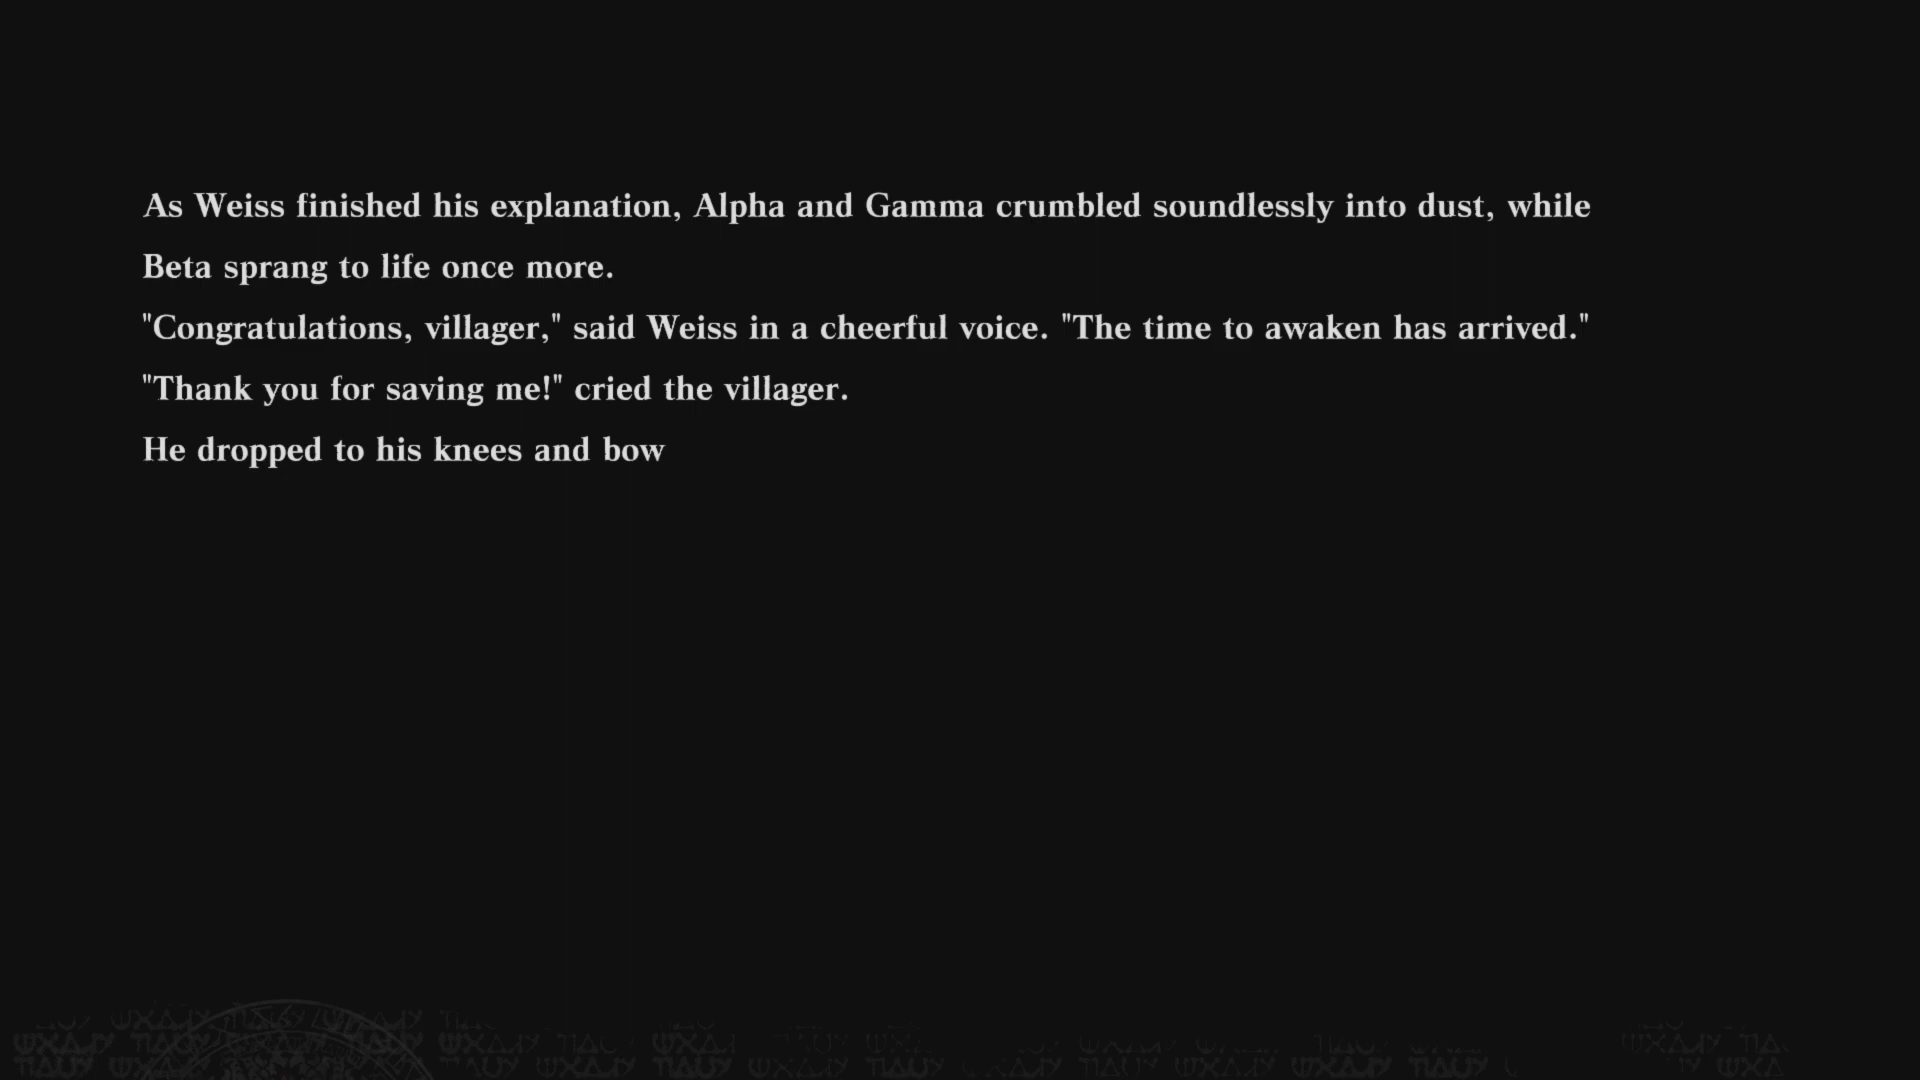 As Weiss finished his explanation, Alpha and Gamma crumbled soundlessly into dust, while
Beta sprang to life once more.
"Congratulations, villager," said Weiss in a cheerful voice. "The time to awaken has arrived."
"Thank you for saving me!" cried the villager.
He dropped to his knees and bow